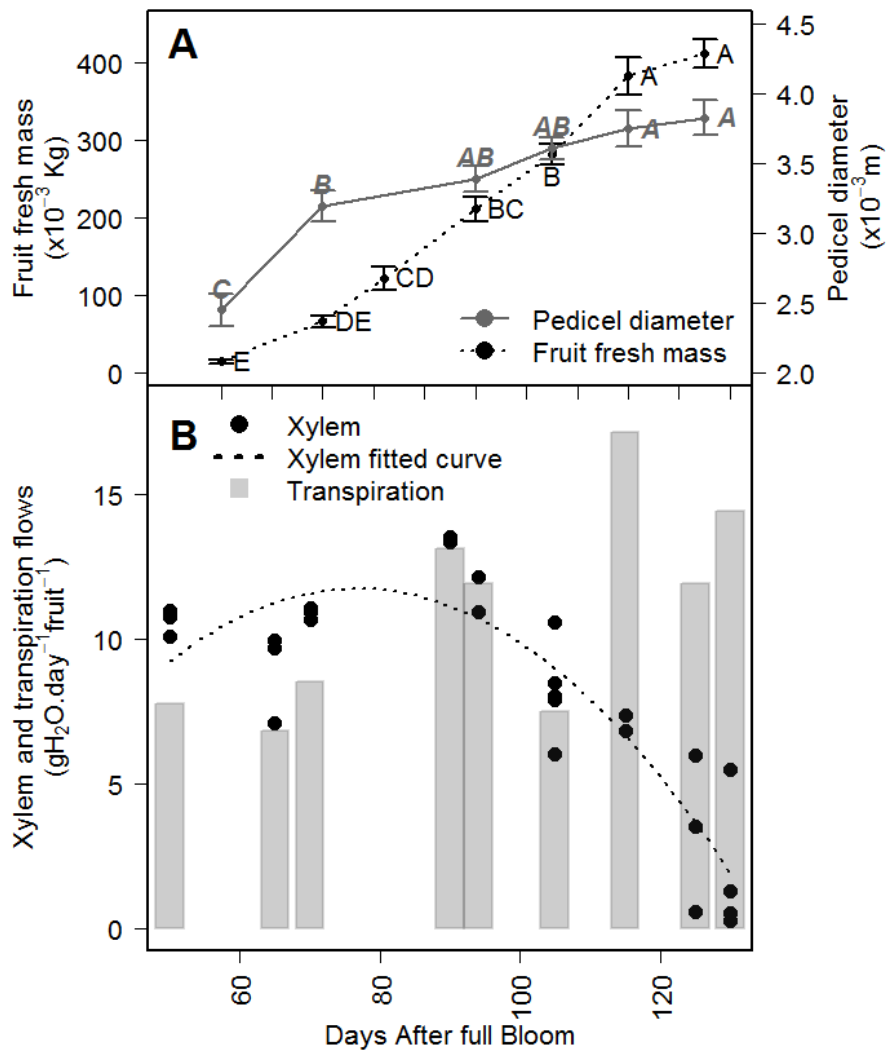 A
Fruit fresh mass
(x10⁻³ Kg)
400
300
200
100
0
4.5
4.0
3.5
3.0
2.5
2.0
Pedicel diameter
(x10⁻³m)
C
B
AB
AB
A
A
E
DE
CD
BC
B
A
A
Pedicel diameter
Fruit fresh mass
B
Xylem
Xylem fitted curve
Transpiration
Xylem and transpiration flows
(gH₂O.day⁻¹fruit⁻¹)
15
10
5
0
60
80
100
120
Days After full Bloom